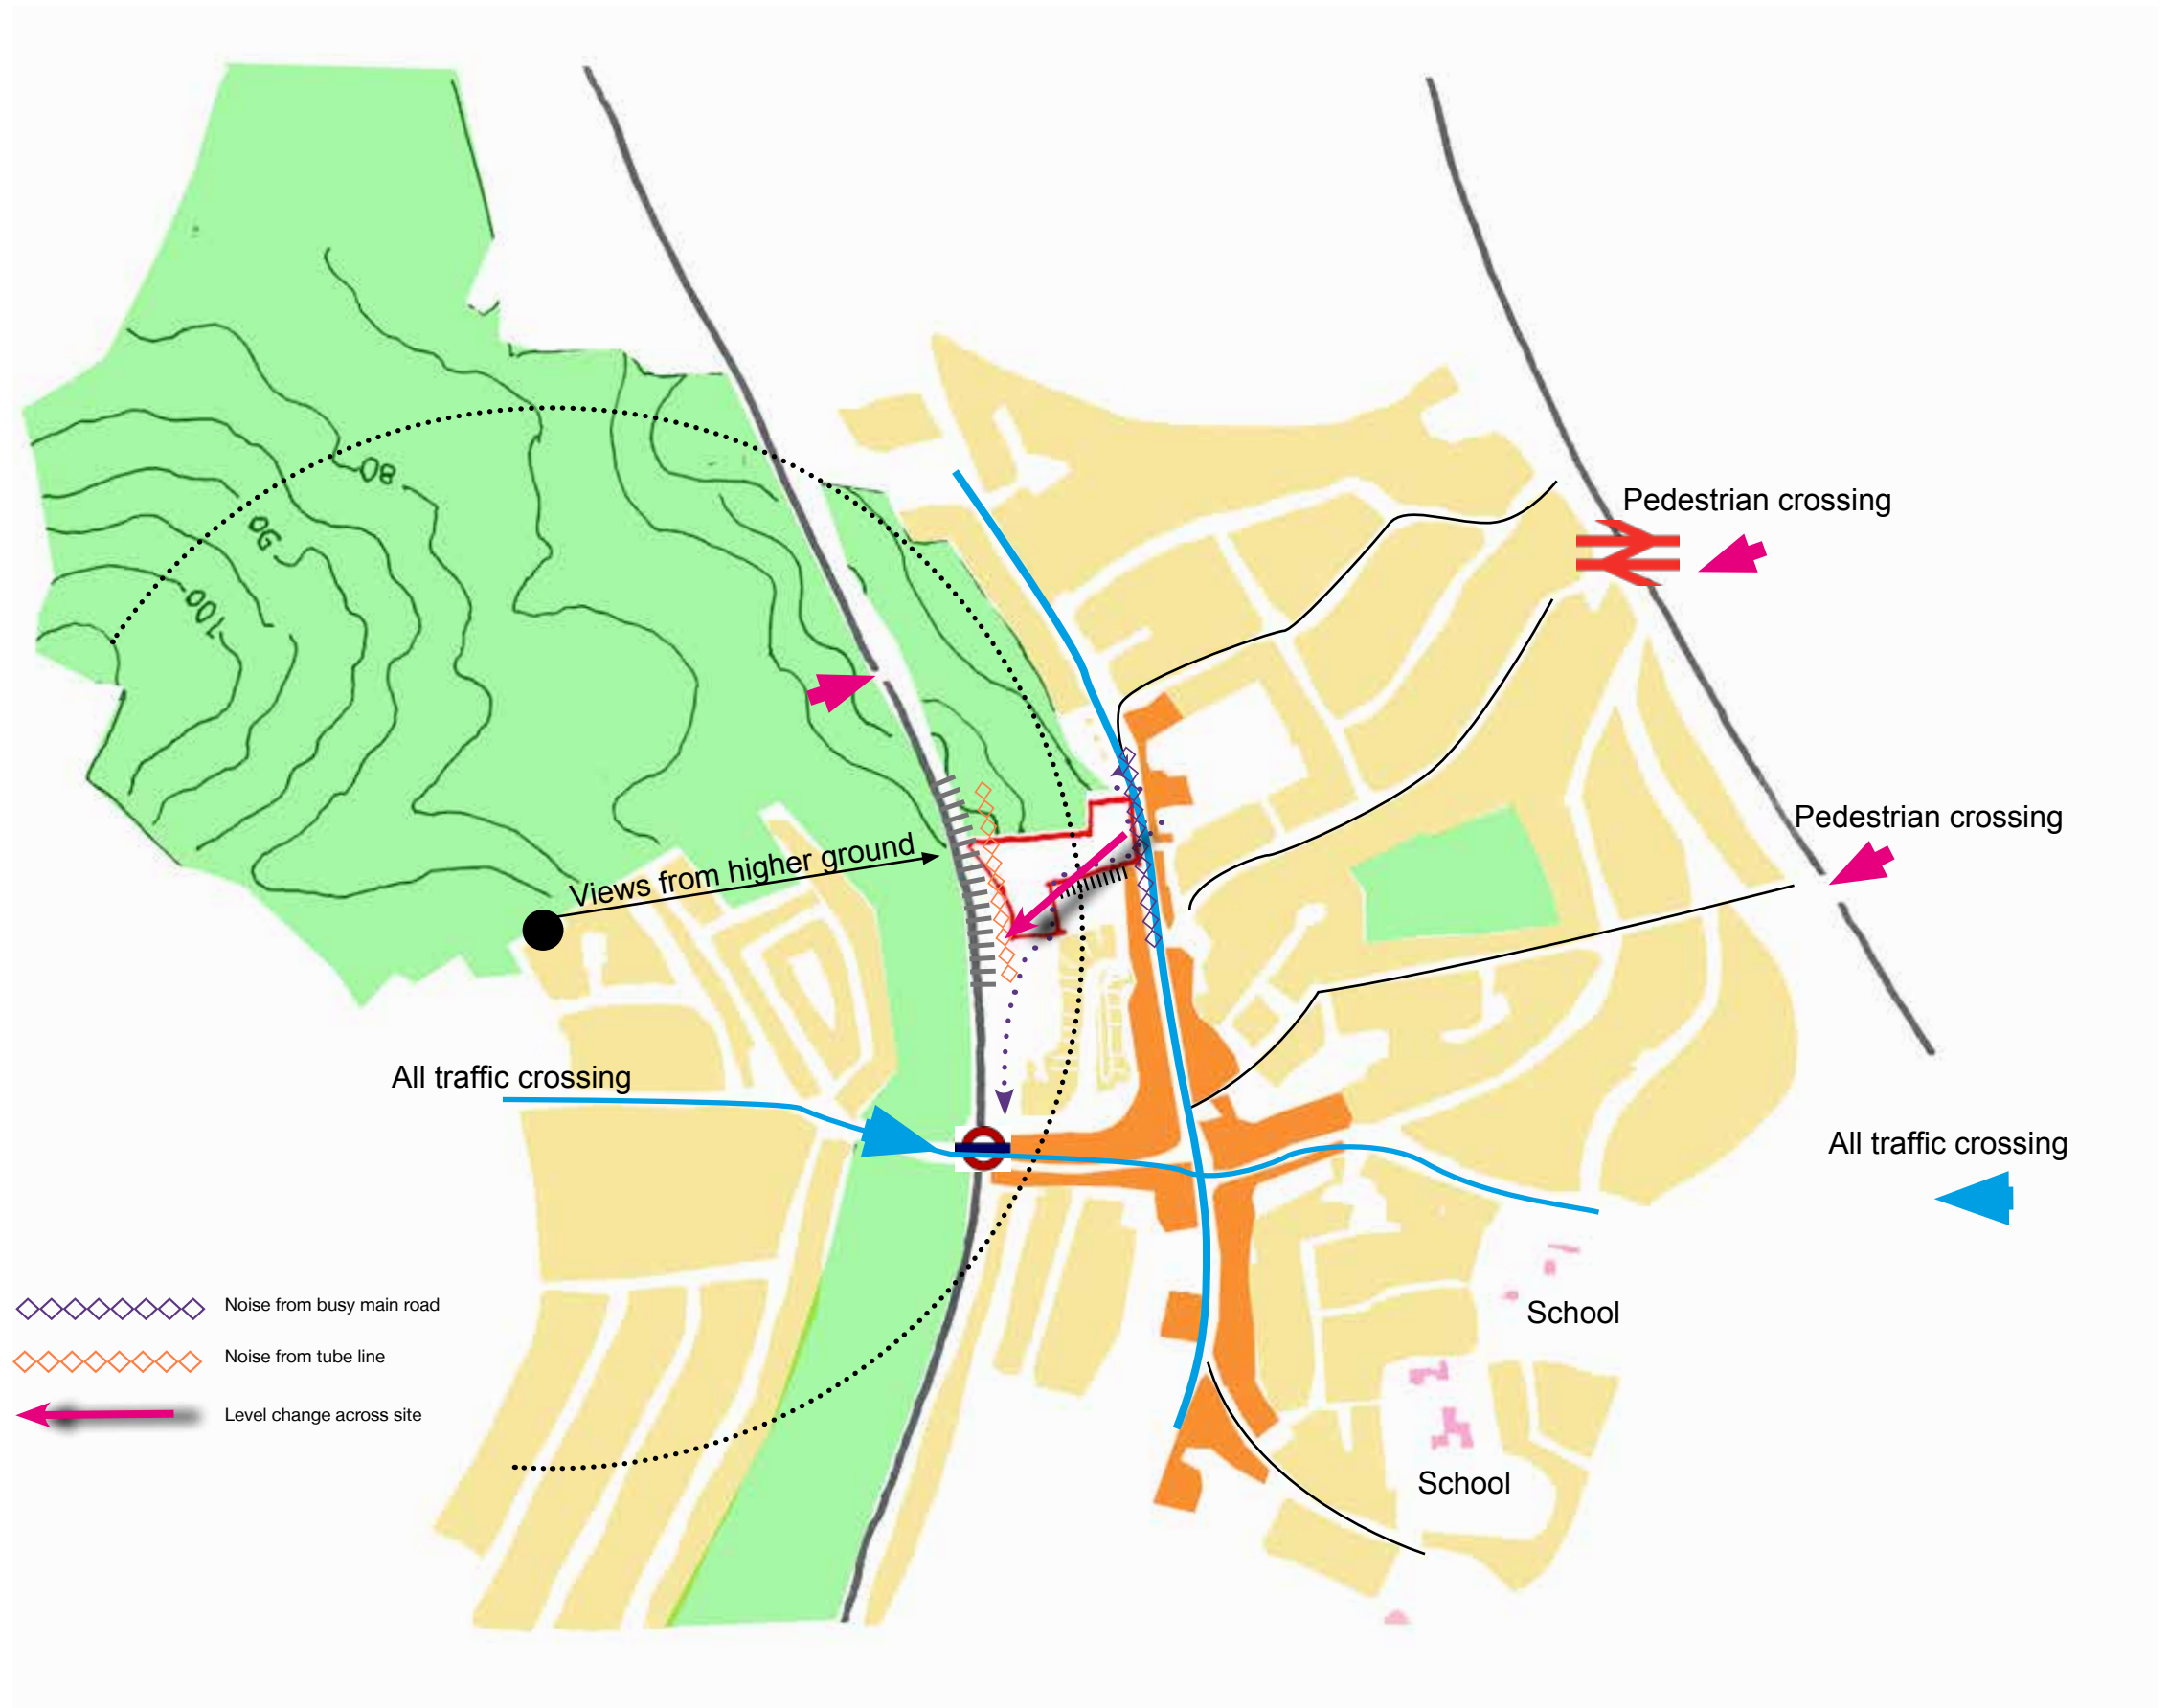 Pedestrian crossing
80
90
100
Pedestrian crossing
Views from higher ground
All traffic crossing
All traffic crossing
Noise from busy main road
School
Noise from tube line
Level change across site
School